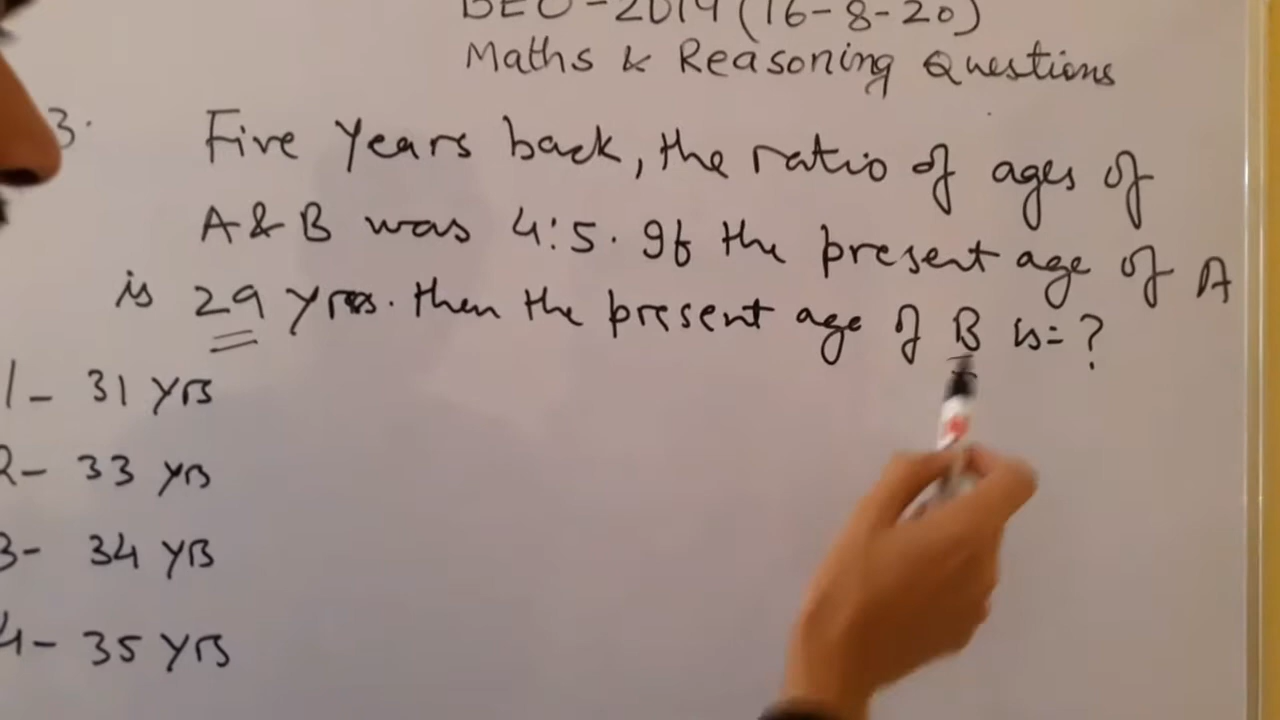 BEO-2019 (16-8-20)
Maths & Reasoning Questions
3. Five Years back, the ratio of ages of
A & B was 4:5. If the present age of A
is 29 yrs. then the present age of B is=?
1- 31 yrs
2- 33 yrs
3- 34 yrs
4- 35 yrs